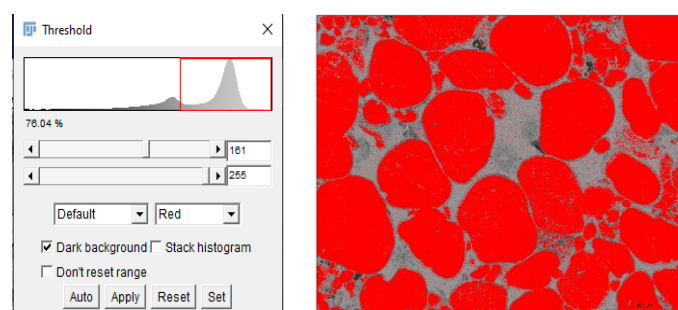 Threshold
76.04 %
161
255
Default Red
Dark background Stack histogram
Don't reset range
Auto Apply Reset Set